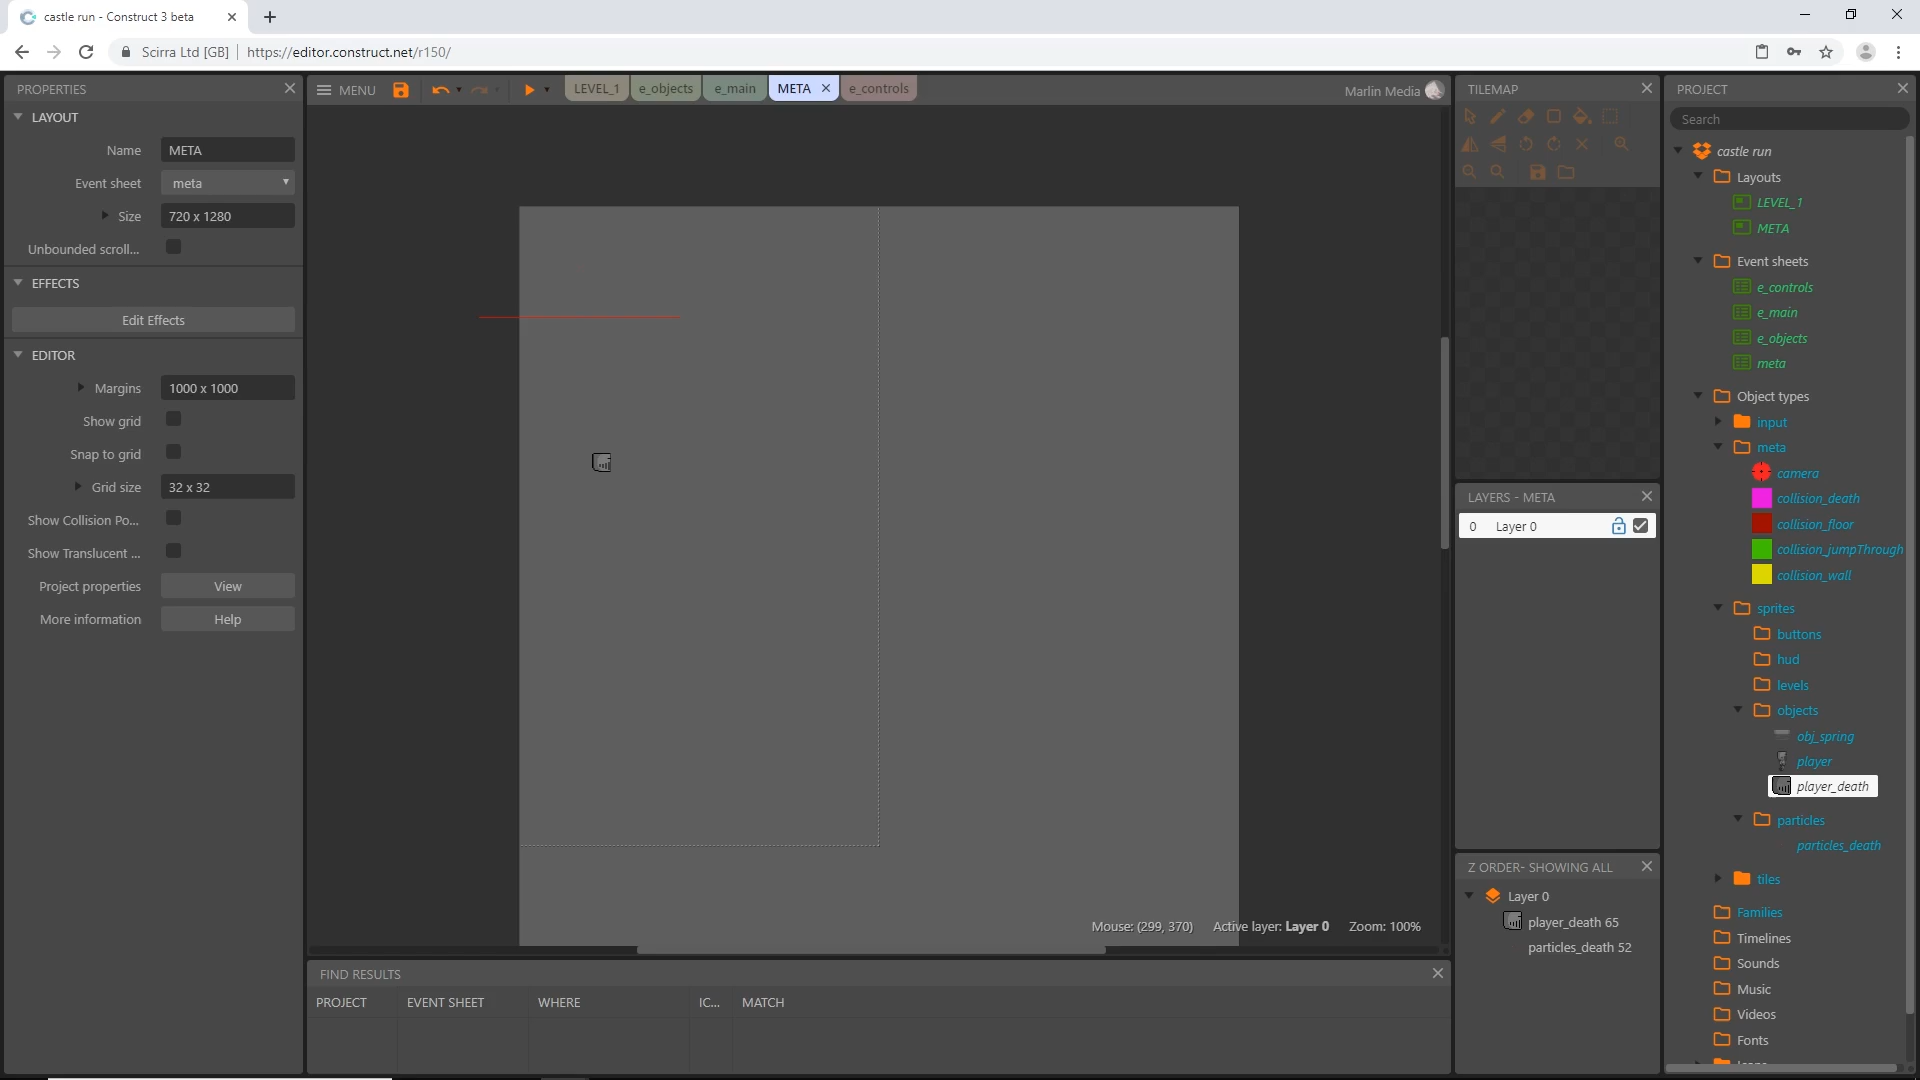 castle run - Construct 3 beta
Scirra Ltd [GB] https://editor.construct.net/r150/
PROPERTIES
LAYOUT
Name META
Event sheet meta
Size 720 x 1280
Unbounded scroll...
EFFECTS
Edit Effects
EDITOR
Margins 1000 x 1000
Show grid
Snap to grid
Grid size 32 x 32
Show Collision Po...
Show Translucent ...
Project properties View
More information Help
MENU
LEVEL_1 e_objects e_main META e_controls
Marlin Media
Mouse: (299, 370) Active layer: Layer 0 Zoom: 100%
FIND RESULTS
PROJECT EVENT SHEET WHERE IC... MATCH
TILEMAP
LAYERS - META
0 Layer 0
Z ORDER- SHOWING ALL
Layer 0
player_death 65
particles_death 52
PROJECT
Search
castle run
Layouts
LEVEL_1
META
Event sheets
e_controls
e_main
e_objects
meta
Object types
input
meta
camera
collision_death
collision_floor
collision_jumpThrough
collision_wall
sprites
buttons
hud
levels
objects
obj_spring
player
player_death
particles
particles_death
tiles
Families
Timelines
Sounds
Music
Videos
Fonts